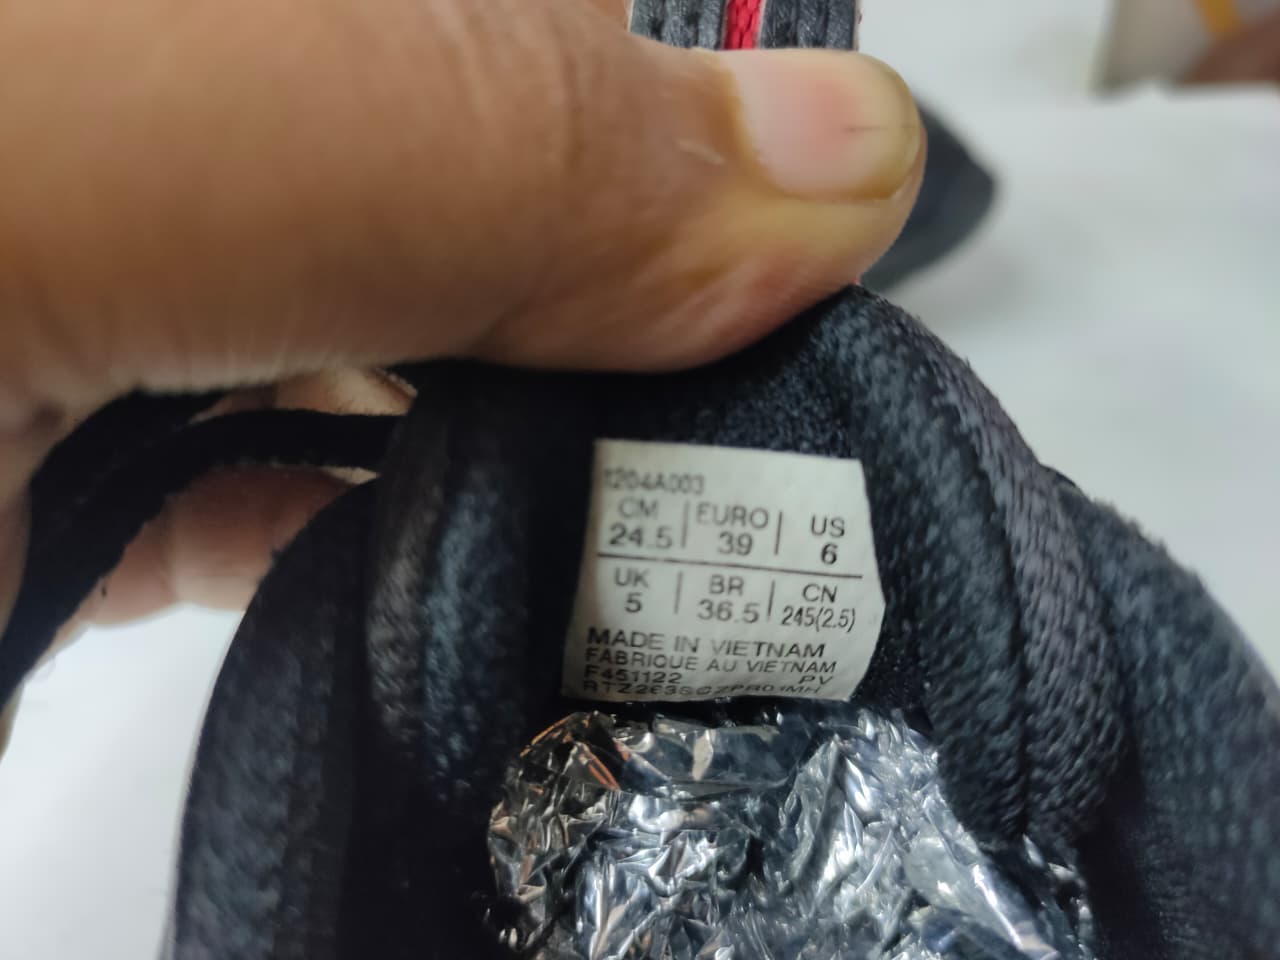 1204A003
CM EURO US
24.5 39 6
UK BR CN
5 36.5 245(2.5)
MADE IN VIETNAM
FABRIQUE AU VIETNAM
F451122 PV